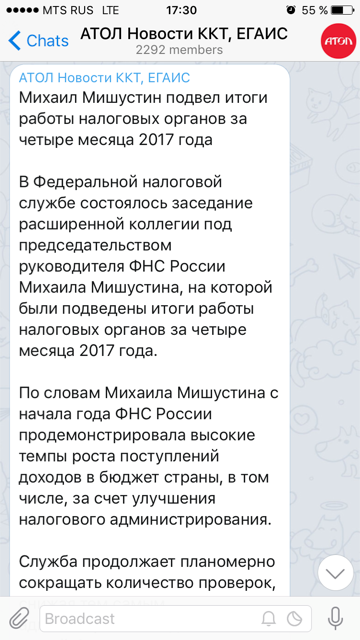 MTS RUS LTE 17:30 55 %
Chats
АТОЛ Новости ККТ, ЕГАИС
2292 members
АТОЛ
АТОЛ Новости ККТ, ЕГАИС
Михаил Мишустин подвел итоги
работы налоговых органов за
четыре месяца 2017 года
В Федеральной налоговой
службе состоялось заседание
расширенной коллегии под
председательством
руководителя ФНС России
Михаила Мишустина, на которой
были подведены итоги работы
налоговых органов за четыре
месяца 2017 года.
По словам Михаила Мишустина с
начала года ФНС России
продемонстрировала высокие
темпы роста поступлений
доходов в бюджет страны, в том
числе, за счет улучшения
налогового администрирования.
Служба продолжает планомерно
сокращать количество проверок,
Broadcast